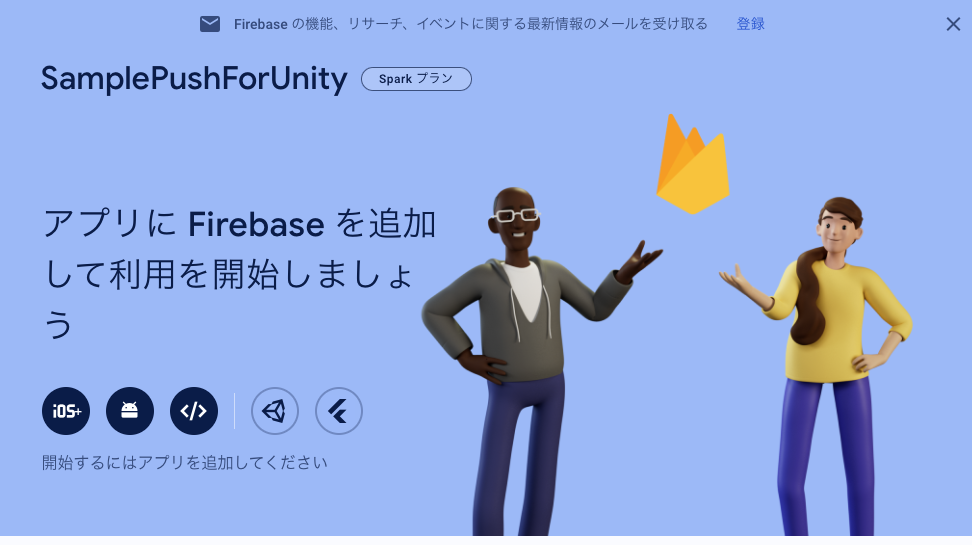 Firebase の機能、リサーチ、イベントに関する最新情報のメールを受け取る 登録
SamplePushForUnity Spark プラン
アプリに Firebase を追加
して利用を開始しましょ
う
iOS+ </>
開始するにはアプリを追加してください